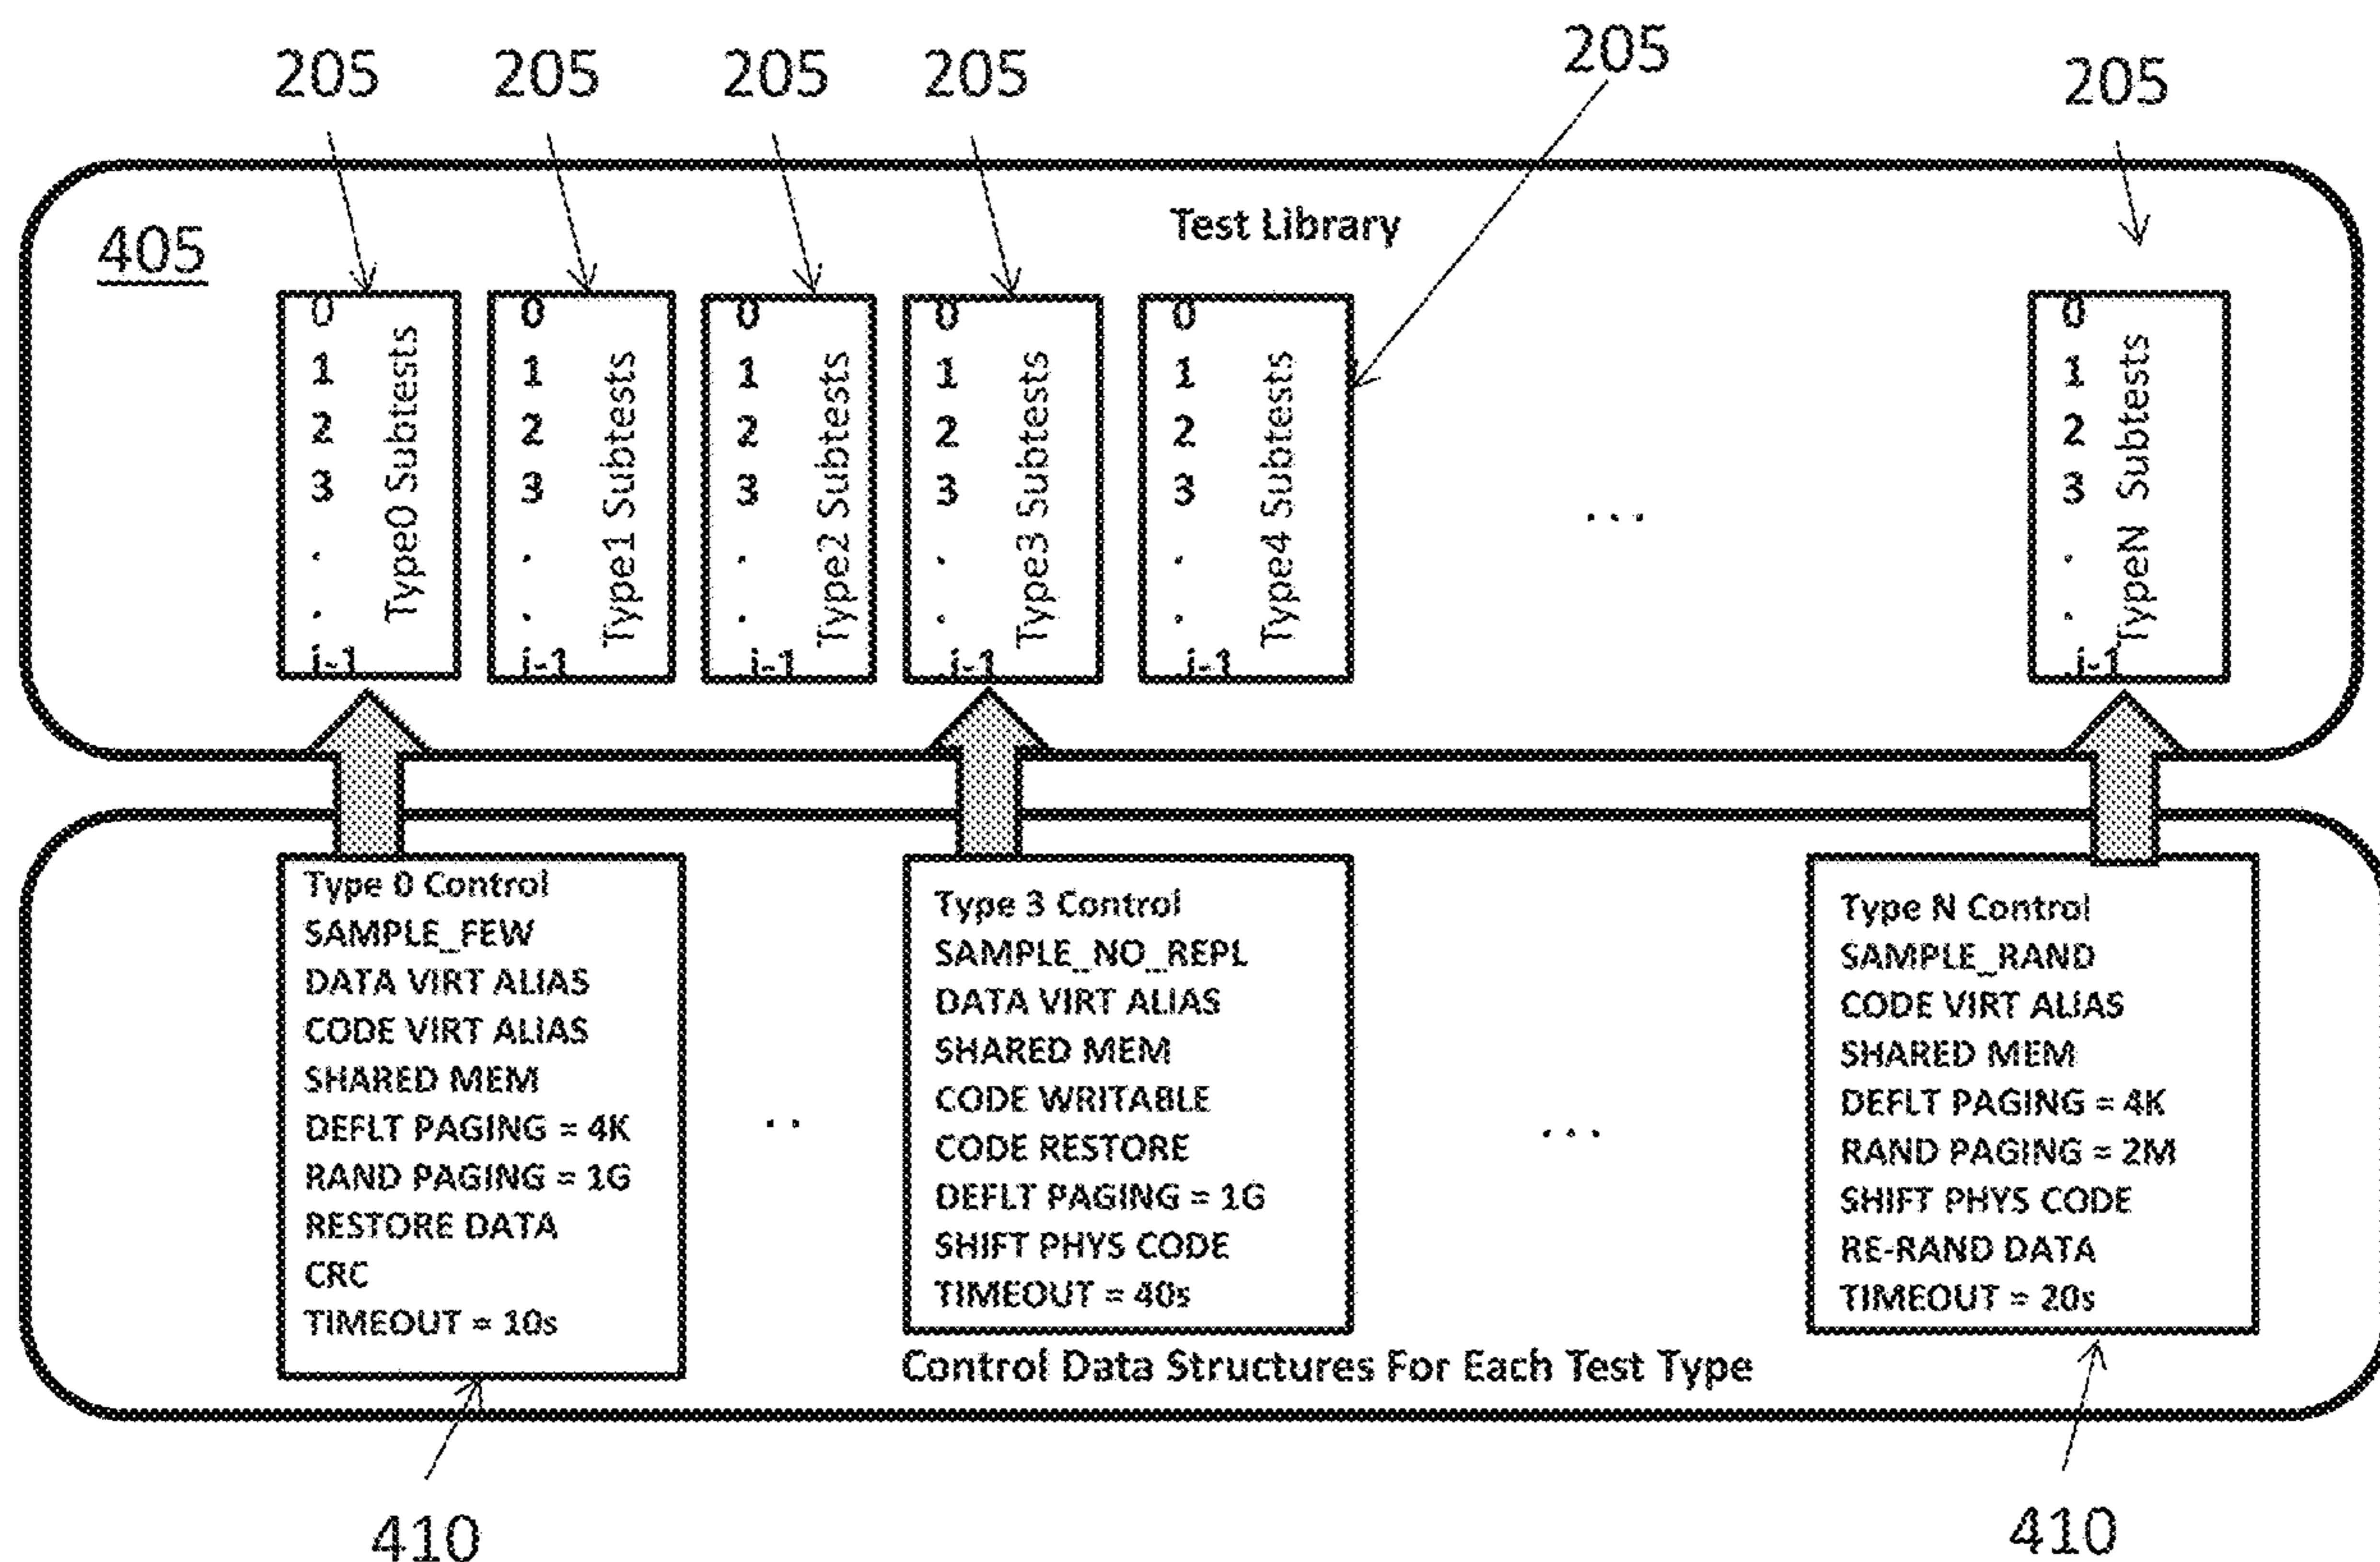 205 205 205 205 205 205
Test Library
405
0
1
2
3
.
.
i-1
Type0 Subtests
0
1
2
3
.
.
i-1
Type1 Subtests
0
1
2
3
.
.
i-1
Type2 Subtests
0
1
2
3
.
.
i-1
Type3 Subtests
0
1
2
3
.
.
i-1
Type4 Subtests
...
0
1
2
3
.
.
i-1
TypeN Subtests
Type 0 Control
SAMPLE_FEW
DATA VIRT ALIAS
CODE VIRT ALIAS
SHARED MEM
DEFLT PAGING = 4K
RAND PAGING = 1G
RESTORE DATA
CRC
TIMEOUT = 10s
..
Type 3 Control
SAMPLE_NO_REPL
DATA VIRT ALIAS
SHARED MEM
CODE WRITABLE
CODE RESTORE
DEFLT PAGING = 1G
SHIFT PHYS CODE
TIMEOUT = 40s
...
Type N Control
SAMPLE_RAND
CODE VIRT ALIAS
SHARED MEM
DEFLT PAGING = 4K
RAND PAGING = 2M
SHIFT PHYS CODE
RE-RAND DATA
TIMEOUT = 20s
Control Data Structures For Each Test Type
410 410